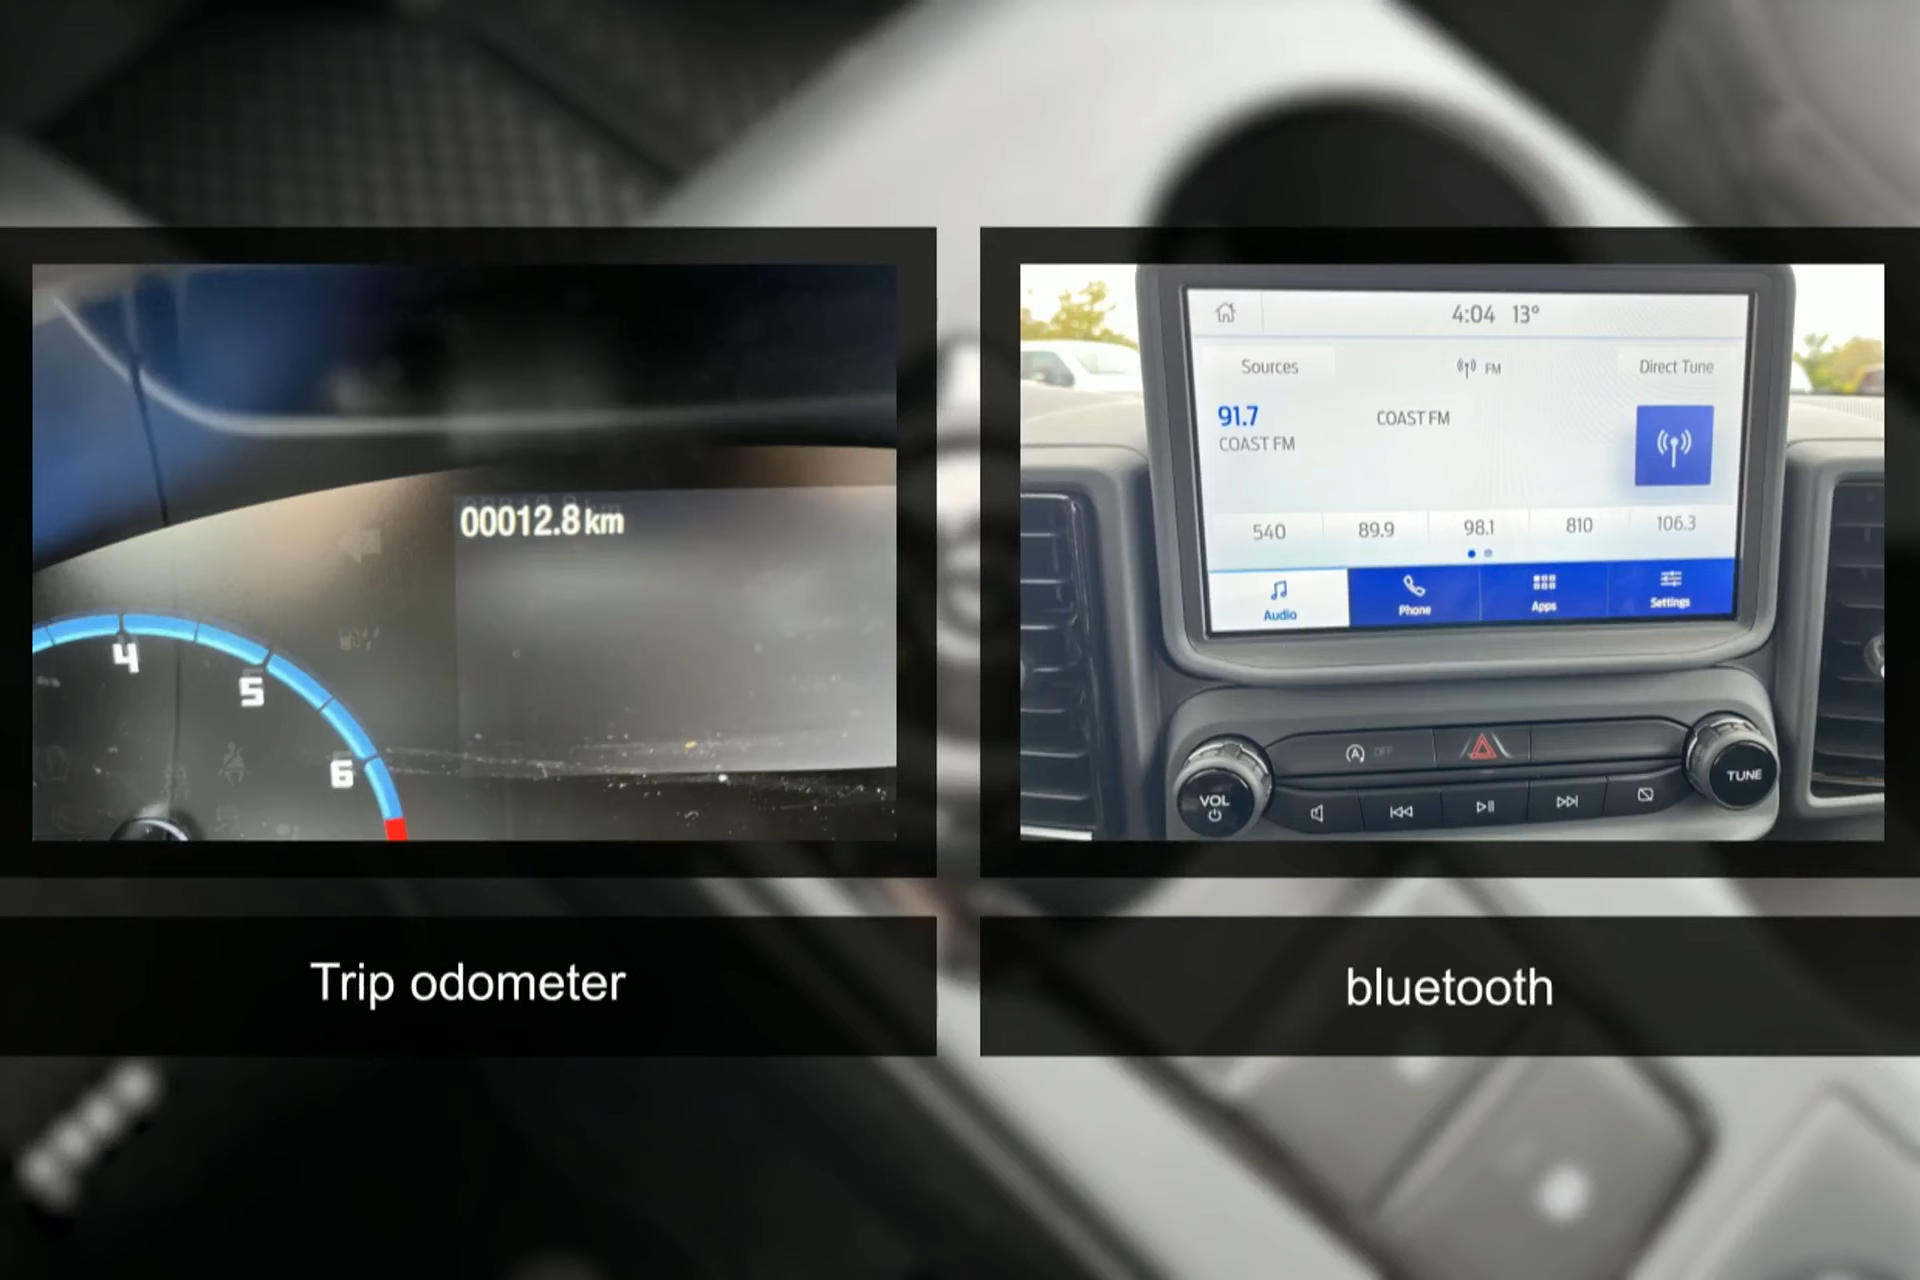 00012.8 km
4
5
6
4:04 13°
Sources
FM
Direct Tune
91.7
COAST FM
COAST FM
540
89.9
98.1
810
106.3
Audio
Phone
Apps
Settings
A OFF
VOL
TUNE
Trip odometer
bluetooth